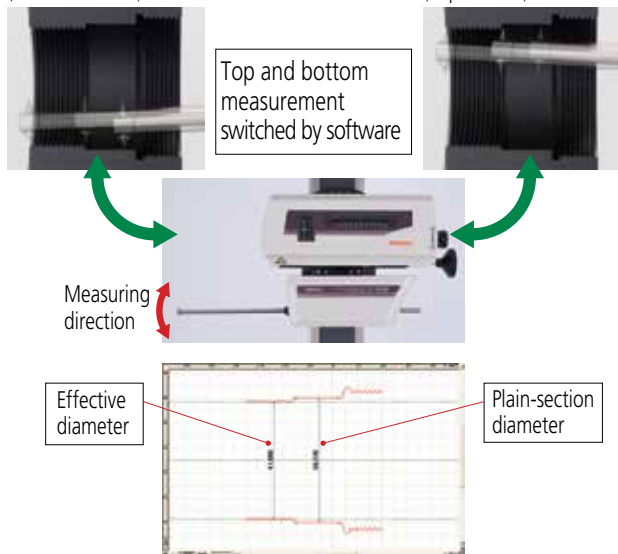 Top and bottom
measurement
switched by software
Measuring
direction
Effective
diameter
Plain-section
diameter